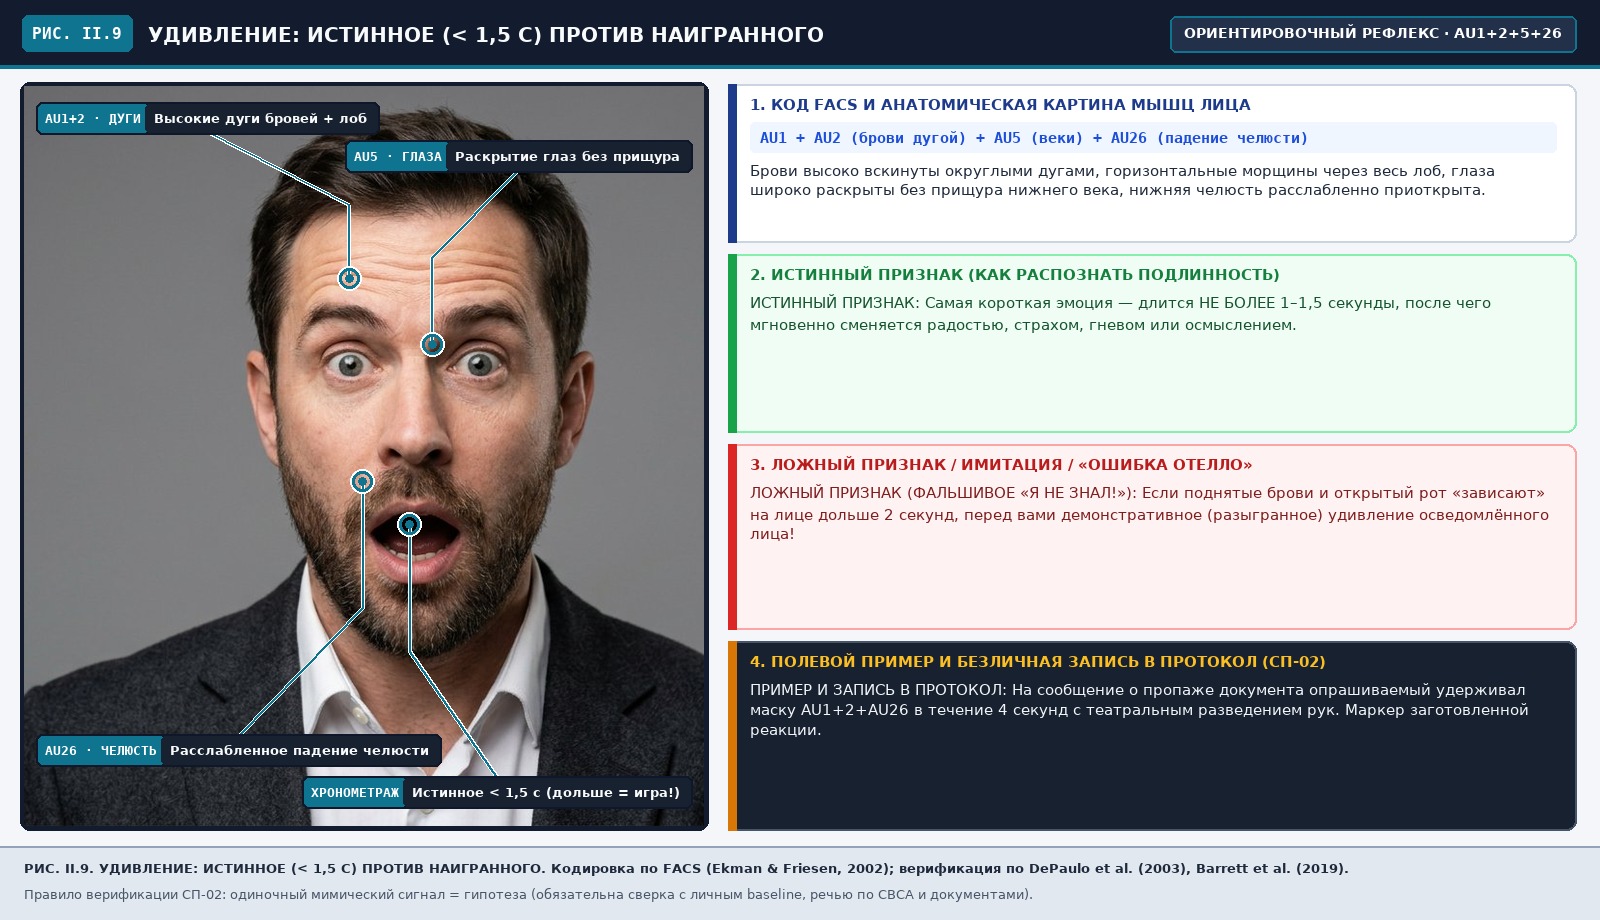 РИС. II.9
УДИВЛЕНИЕ: ИСТИННОЕ (< 1,5 С) ПРОТИВ НАИГРАННОГО
ОРИЕНТИРОВОЧНЫЙ РЕФЛЕКС · AU1+2+5+26
AU1+2 · ДУГИ Высокие дуги бровей + лоб
AU5 · ГЛАЗА Раскрытие глаз без прищура
AU26 · ЧЕЛЮСТЬ Расслабленное падение челюсти
ХРОНОМЕТРАЖ Истинное < 1,5 с (дольше = игра!)
1. КОД FACS И АНАТОМИЧЕСКАЯ КАРТИНА МЫШЦ ЛИЦА
AU1 + AU2 (брови дугой) + AU5 (веки) + AU26 (падение челюсти)
Брови высоко вскинуты округлыми дугами, горизонтальные морщины через весь лоб, глаза
широко раскрыты без прищура нижнего века, нижняя челюсть расслабленно приоткрыта.
2. ИСТИННЫЙ ПРИЗНАК (КАК РАСПОЗНАТЬ ПОДЛИННОСТЬ)
ИСТИННЫЙ ПРИЗНАК: Самая короткая эмоция — длится НЕ БОЛЕЕ 1–1,5 секунды, после чего
мгновенно сменяется радостью, страхом, гневом или осмыслением.
3. ЛОЖНЫЙ ПРИЗНАК / ИМИТАЦИЯ / «ОШИБКА ОТЕЛЛО»
ЛОЖНЫЙ ПРИЗНАК (ФАЛЬШИВОЕ «Я НЕ ЗНАЛ!»): Если поднятые брови и открытый рот «зависают»
на лице дольше 2 секунд, перед вами демонстративное (разыгранное) удивление осведомлённого
лица!
4. ПОЛЕВОЙ ПРИМЕР И БЕЗЛИЧНАЯ ЗАПИСЬ В ПРОТОКОЛ (СП-02)
ПРИМЕР И ЗАПИСЬ В ПРОТОКОЛ: На сообщение о пропаже документа опрашиваемый удерживал
маску AU1+2+AU26 в течение 4 секунд с театральным разведением рук. Маркер заготовленной
реакции.
РИС. II.9. УДИВЛЕНИЕ: ИСТИННОЕ (< 1,5 С) ПРОТИВ НАИГРАННОГО. Кодировка по FACS (Ekman & Friesen, 2002); верификация по DePaulo et al. (2003), Barrett et al. (2019).
Правило верификации СП-02: одиночный мимический сигнал = гипотеза (обязательна сверка с личным baseline, речью по CBCA и документами).